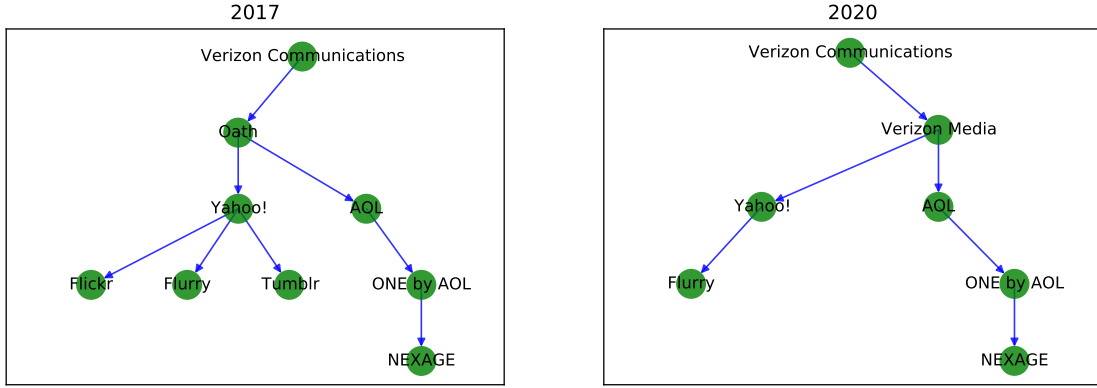 2017
Verizon Communications
Oath
Yahoo!
AOL
Flickr
Flurry
Tumblr
ONE by AOL
NEXAGE
2020
Verizon Communications
Verizon Media
Yahoo!
AOL
Flurry
ONE by AOL
NEXAGE